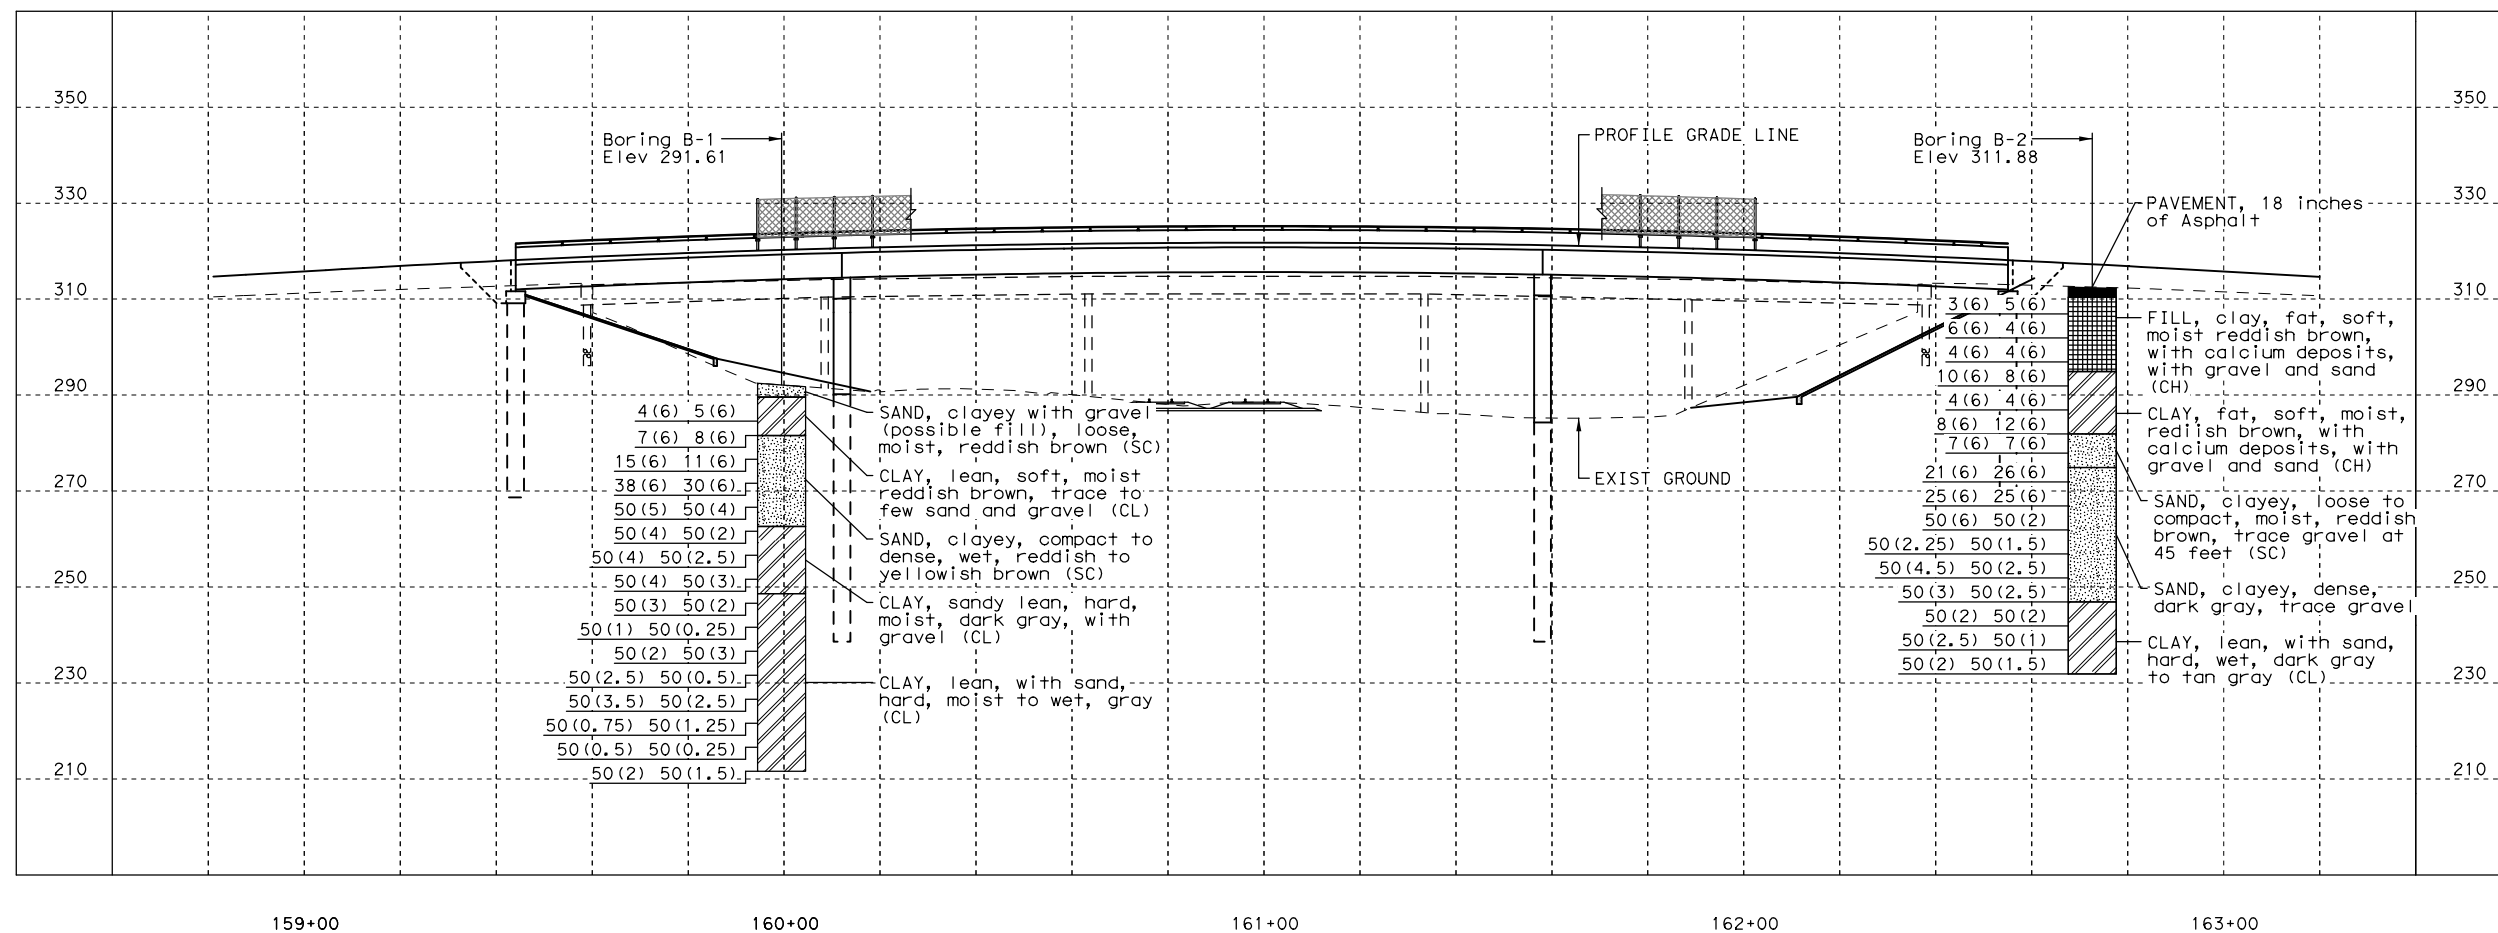 350
350
Boring B-1
Elev 291.61
PROFILE GRADE LINE
Boring B-2
Elev 311.88
330
330
PAVEMENT, 18 inches
of Asphalt
310
310
3(6) 5(6)
6(6) 4(6)
4(6) 4(6)
10(6) 8(6)
4(6) 4(6)
8(6) 12(6)
7(6) 7(6)
21(6) 26(6)
25(6) 25(6)
50(6) 50(2)
50(2.25) 50(1.5)
50(4.5) 50(2.5)
50(3) 50(2.5)
50(2) 50(2)
50(2.5) 50(1)
50(2) 50(1.5)
FILL, clay, fat, soft,
moist reddish brown,
with calcium deposits,
with gravel and sand
(CH)
CLAY, fat, soft, moist,
rediish brown, with
calcium deposits, with
gravel and sand (CH)
SAND, clayey, loose to
compact, moist, reddish
brown, trace gravel at
45 feet (SC)
SAND, clayey, dense,
dark gray, trace gravel
CLAY, lean, with sand,
hard, wet, dark gray
to tan gray (CL)
290
290
4(6) 5(6)
7(6) 8(6)
15(6) 11(6)
38(6) 30(6)
50(5) 50(4)
50(4) 50(2)
50(4) 50(2.5)
50(4) 50(3)
50(3) 50(2)
50(1) 50(0.25)
50(2) 50(3)
50(2.5) 50(0.5)
50(3.5) 50(2.5)
50(0.75) 50(1.25)
50(0.5) 50(0.25)
50(2) 50(1.5)
SAND, clayey with gravel
(possible fill), loose,
moist, reddish brown (SC)
CLAY, lean, soft, moist
reddish brown, trace to
few sand and gravel (CL)
SAND, clayey, compact to
dense, wet, reddish to
yellowish brown (SC)
CLAY, sandy lean, hard,
moist, dark gray, with
gravel (CL)
CLAY, lean, with sand,
hard, moist to wet, gray
(CL)
EXIST GROUND
270
270
250
250
230
230
210
210
159+00
160+00
161+00
162+00
163+00